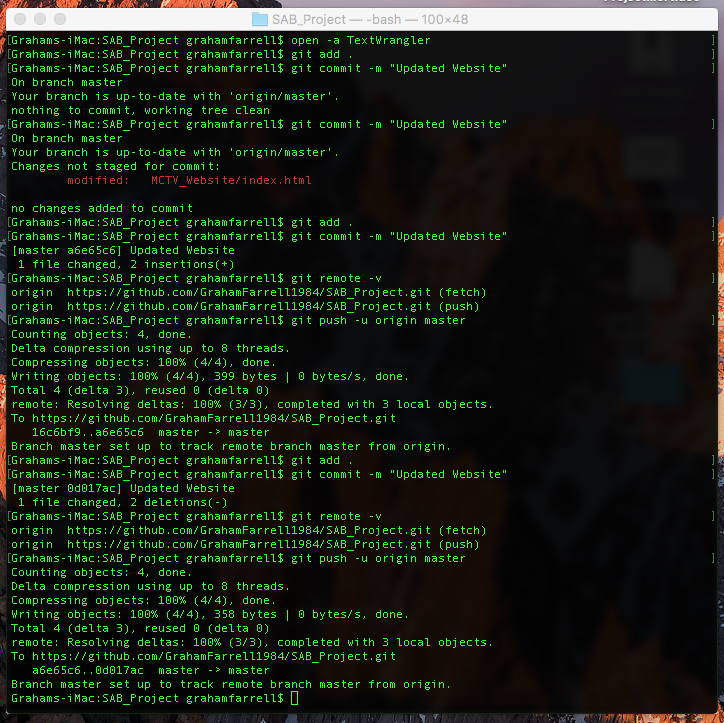 SAB_Project — -bash — 100×48
[Grahams-iMac:SAB_Project grahamfarrell$ open -a TextWrangler ]
[Grahams-iMac:SAB_Project grahamfarrell$ git add . ]
[Grahams-iMac:SAB_Project grahamfarrell$ git commit -m "Updated Website" ]
On branch master
Your branch is up-to-date with 'origin/master'.
nothing to commit, working tree clean
[Grahams-iMac:SAB_Project grahamfarrell$ git commit -m "Updated Website" ]
On branch master
Your branch is up-to-date with 'origin/master'.
Changes not staged for commit:
modified: MCTV_Website/index.html
no changes added to commit
[Grahams-iMac:SAB_Project grahamfarrell$ git add . ]
[Grahams-iMac:SAB_Project grahamfarrell$ git commit -m "Updated Website" ]
[master a6e65c6] Updated Website
1 file changed, 2 insertions(+)
[Grahams-iMac:SAB_Project grahamfarrell$ git remote -v ]
origin https://github.com/GrahamFarrell1984/SAB_Project.git (fetch)
origin https://github.com/GrahamFarrell1984/SAB_Project.git (push)
[Grahams-iMac:SAB_Project grahamfarrell$ git push -u origin master ]
Counting objects: 4, done.
Delta compression using up to 8 threads.
Compressing objects: 100% (4/4), done.
Writing objects: 100% (4/4), 399 bytes | 0 bytes/s, done.
Total 4 (delta 3), reused 0 (delta 0)
remote: Resolving deltas: 100% (3/3), completed with 3 local objects.
To https://github.com/GrahamFarrell1984/SAB_Project.git
16c6bf9..a6e65c6 master -> master
Branch master set up to track remote branch master from origin.
[Grahams-iMac:SAB_Project grahamfarrell$ git add . ]
[Grahams-iMac:SAB_Project grahamfarrell$ git commit -m "Updated Website" ]
[master 0d017ac] Updated Website
1 file changed, 2 deletions(-)
[Grahams-iMac:SAB_Project grahamfarrell$ git remote -v ]
origin https://github.com/GrahamFarrell1984/SAB_Project.git (fetch)
origin https://github.com/GrahamFarrell1984/SAB_Project.git (push)
[Grahams-iMac:SAB_Project grahamfarrell$ git push -u origin master ]
Counting objects: 4, done.
Delta compression using up to 8 threads.
Compressing objects: 100% (4/4), done.
Writing objects: 100% (4/4), 358 bytes | 0 bytes/s, done.
Total 4 (delta 3), reused 0 (delta 0)
remote: Resolving deltas: 100% (3/3), completed with 3 local objects.
To https://github.com/GrahamFarrell1984/SAB_Project.git
a6e65c6..0d017ac master -> master
Branch master set up to track remote branch master from origin.
Grahams-iMac:SAB_Project grahamfarrell$